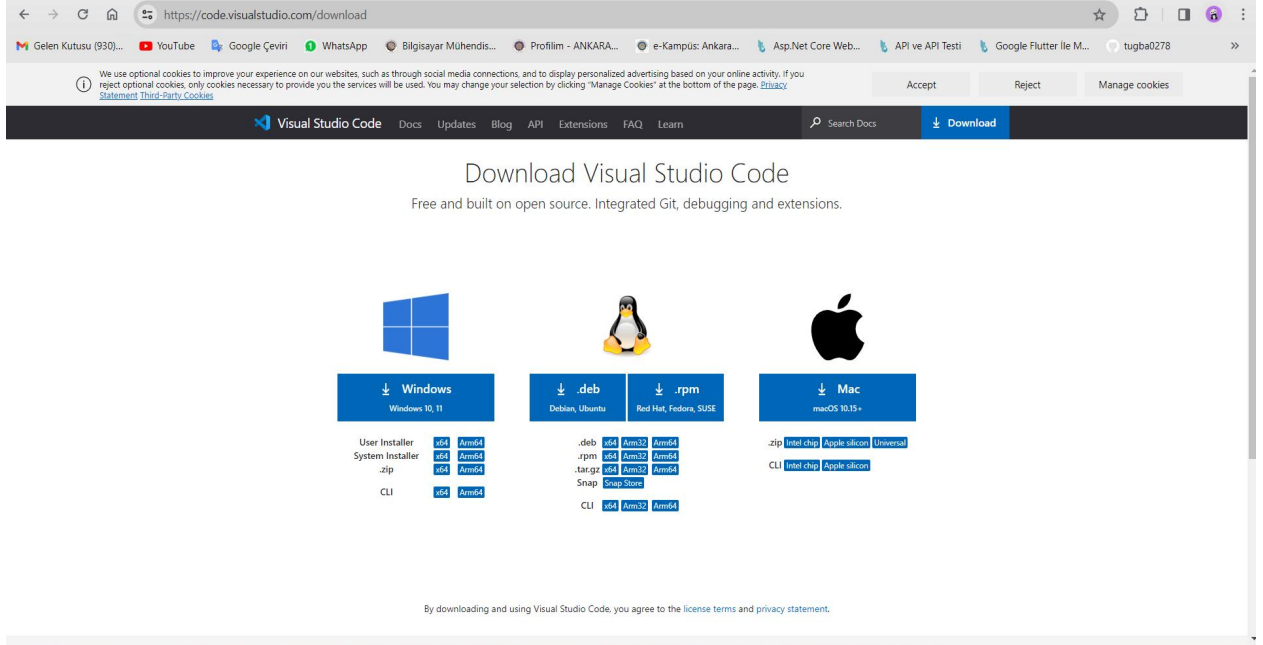 https://code.visualstudio.com/download
Gelen Kutusu (930)... YouTube Google Çeviri WhatsApp Bilgisayar Mühendis... Profilim - ANKARA... e-Kampüs: Ankara... Asp.Net Core Web... API ve API Testi Google Flutter İle M... tugba0278 »
We use optional cookies to improve your experience on our websites, such as through social media connections, and to display personalized advertising based on your online activity. If you
reject optional cookies, only cookies necessary to provide you the services will be used. You may change your selection by clicking "Manage Cookies" at the bottom of the page. Privacy
Statement Third-Party Cookies
Accept Reject Manage cookies
Visual Studio Code Docs Updates Blog API Extensions FAQ Learn Search Docs Download
Download Visual Studio Code
Free and built on open source. Integrated Git, debugging and extensions.
Windows
Windows 10, 11
User Installer x64 Arm64
System Installer x64 Arm64
.zip x64 Arm64
CLI x64 Arm64
.deb
Debian, Ubuntu
.rpm
Red Hat, Fedora, SUSE
.deb x64 Arm32 Arm64
.rpm x64 Arm32 Arm64
.tar.gz x64 Arm32 Arm64
Snap Snap Store
CLI x64 Arm32 Arm64
Mac
macOS 10.15+
.zip Intel chip Apple silicon Universal
CLI Intel chip Apple silicon
By downloading and using Visual Studio Code, you agree to the license terms and privacy statement.